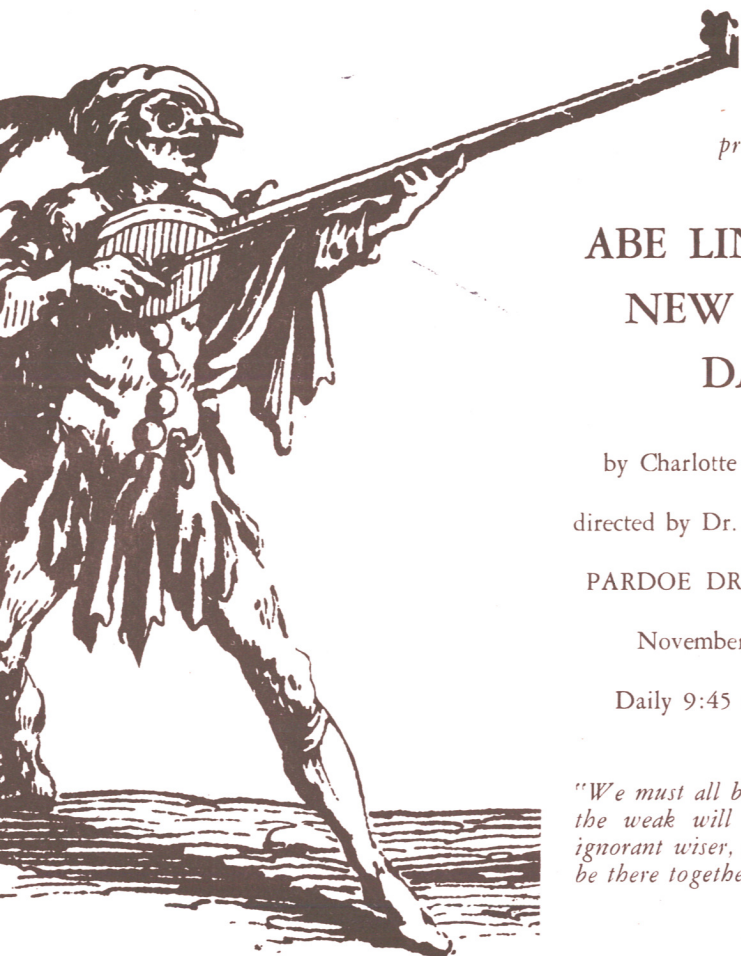 pr
ABE LIN
NEW
DA
by Charlotte
directed by Dr.
PARDOE DR
November
Daily 9:45
"We must all b
the weak will
ignorant wiser,
be there togethe